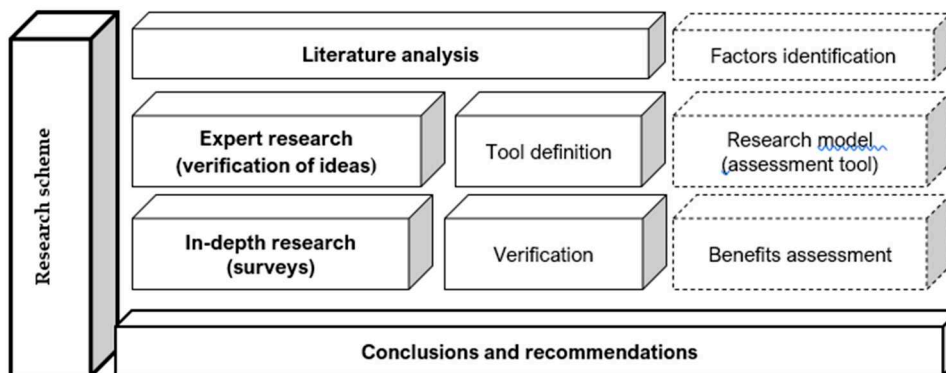 Research scheme
Literature analysis
Factors identification
Expert research
(verification of ideas)
Tool definition
Research model
(assessment tool)
In-depth research
(surveys)
Verification
Benefits assessment
Conclusions and recommendations